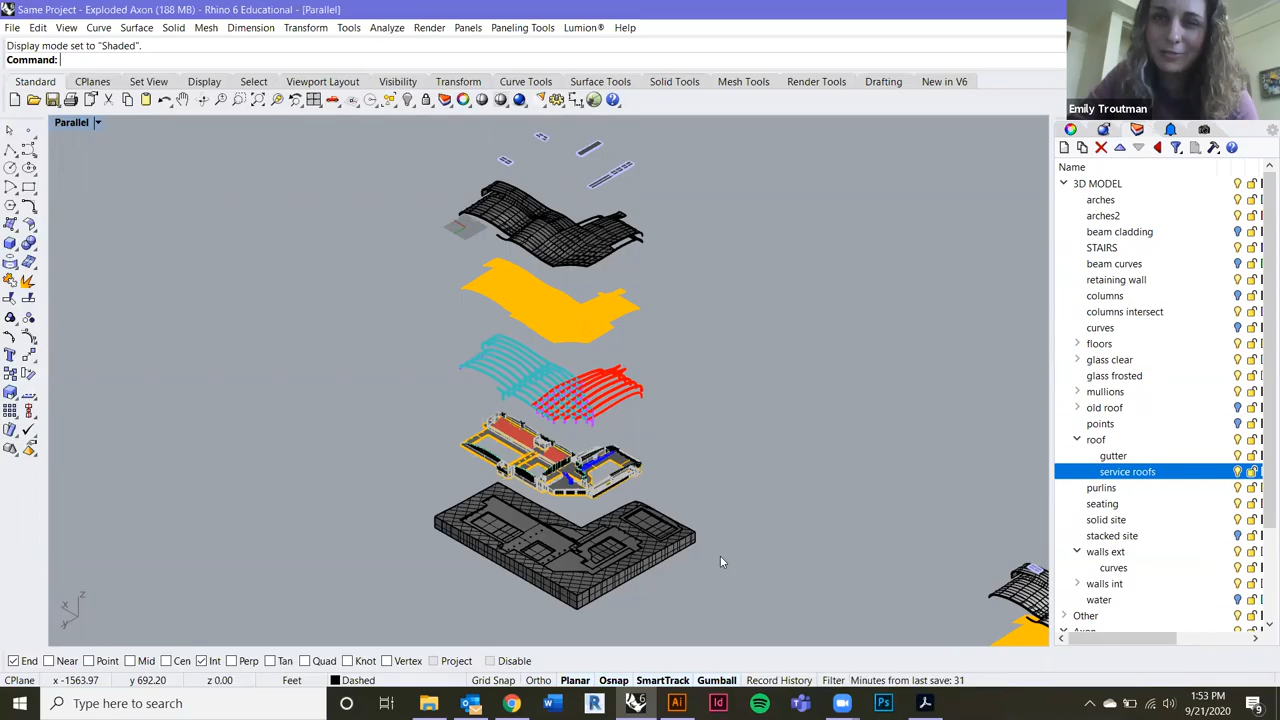 Same Project - Exploded Axon (188 MB) - Rhino 6 Educational - [Parallel]
File Edit View Curve Surface Solid Mesh Dimension Transform Tools Analyze Render Panels Paneling Tools Lumion® Help
Display mode set to "Shaded".
Command:
Standard CPlanes Set View Display Select Viewport Layout Visibility Transform Curve Tools Surface Tools Solid Tools Mesh Tools Render Tools Drafting New in V6
Emily Troutman
Parallel
Name
3D MODEL
arches
arches2
beam cladding
STAIRS
beam curves
retaining wall
columns
columns intersect
curves
floors
glass clear
glass frosted
mullions
old roof
points
roof
gutter
service roofs
purlins
seating
solid site
stacked site
walls ext
curves
walls int
water
Other
Axon
z
x
y
End Near Point Mid Cen Int Perp Tan Quad Knot Vertex Project Disable
CPlane x -1563.97 y 692.20 z 0.00 Feet Dashed Grid Snap Ortho Planar Osnap SmartTrack Gumball Record History Filter Minutes from last save: 31
Type here to search
1:53 PM
9/21/2020